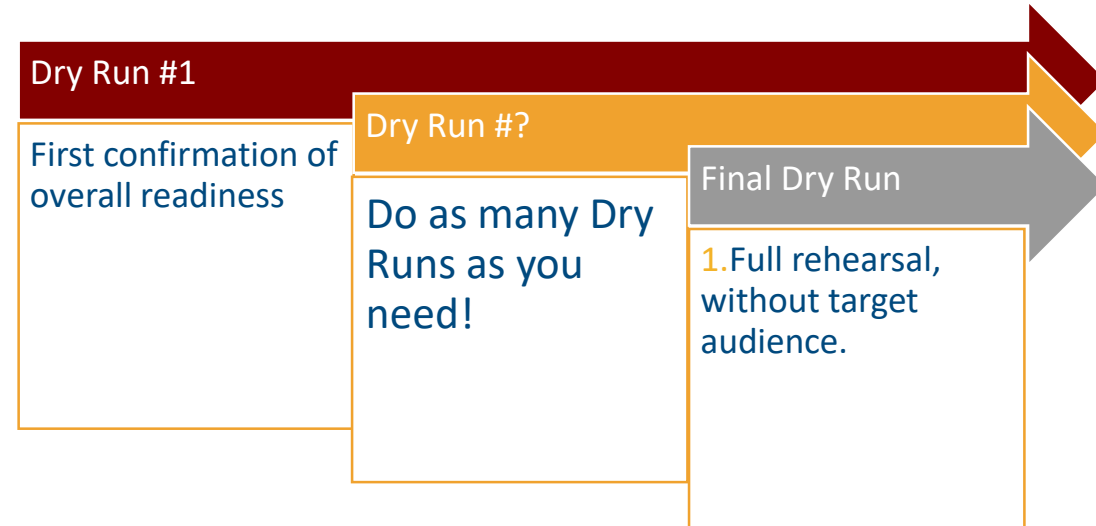 Dry Run #1
First confirmation of
overall readiness
Dry Run #?
Do as many Dry
Runs as you
need!
Final Dry Run
1.Full rehearsal,
without target
audience.